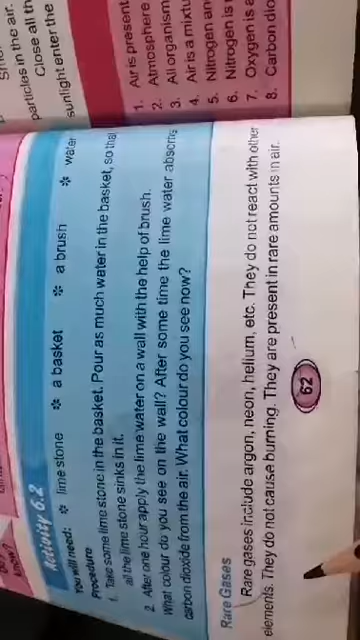 particles in the air.
Close all th
sunlight enter the
Activity 6.2
You will need: * lime stone * a basket * a brush * water
Procedure
1. Take some lime stone in the basket. Pour as much water in the basket, so that
all the lime stone sinks in it.
2. After one hour apply the lime water on a wall with the help of brush.
What colour do you see on the wall? After some time the lime water absorbs
carbon dioxide from the air. What colour do you see now?
Rare Gases
Rare gases include argon, neon, helium, etc. They do not react with other
elements. They do not cause burning. They are present in rare amounts in air.
62
1. Air is present
2. Atmosphere
3. All organism
4. Air is a mixtu
5. Nitrogen an
6. Nitrogen is
7. Oxygen is a
8. Carbon dio